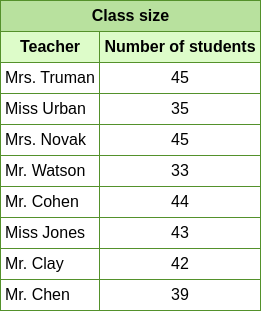 Class size
Teacher Number of students
Mrs. Truman 45
Miss Urban 35
Mrs. Novak 45
Mr. Watson 33
Mr. Cohen 44
Miss Jones 43
Mr. Clay 42
Mr. Chen 39